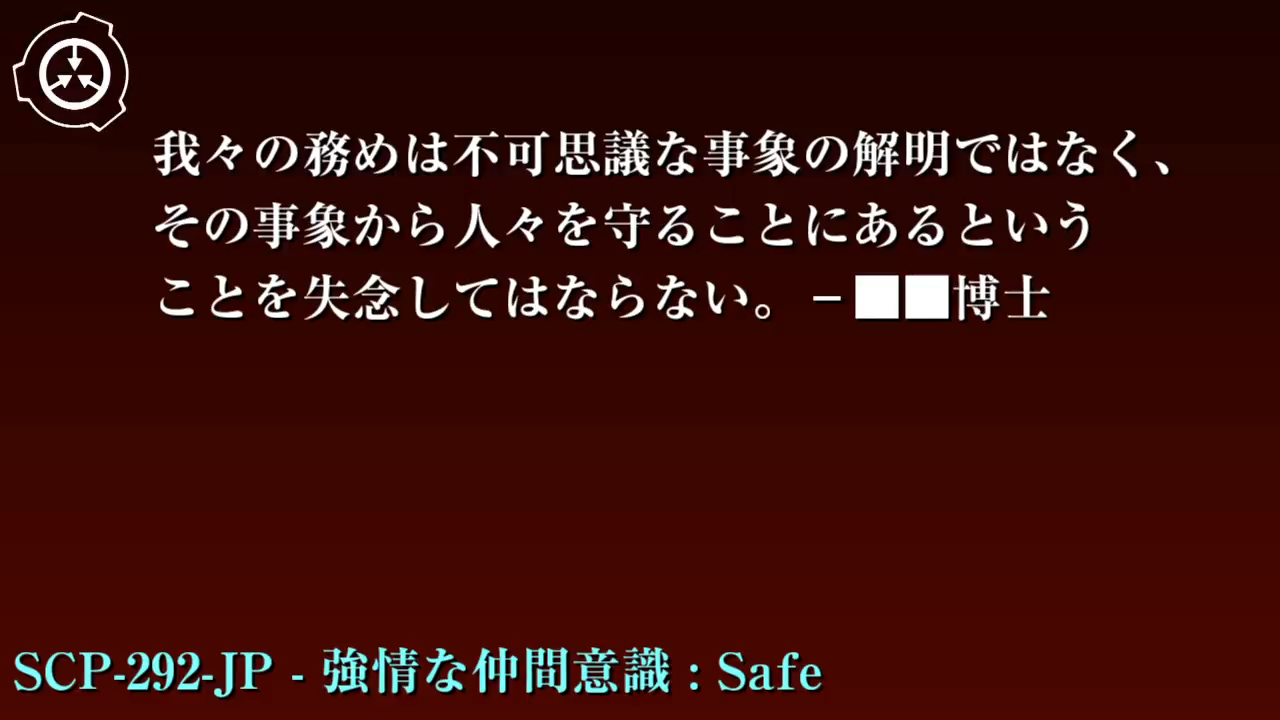 我々の務めは不可思議な事象の解明ではなく、
その事象から人々を守ることにあるという
ことを失念してはならない。 – ■■博士
SCP-292-JP - 強情な仲間意識 : Safe